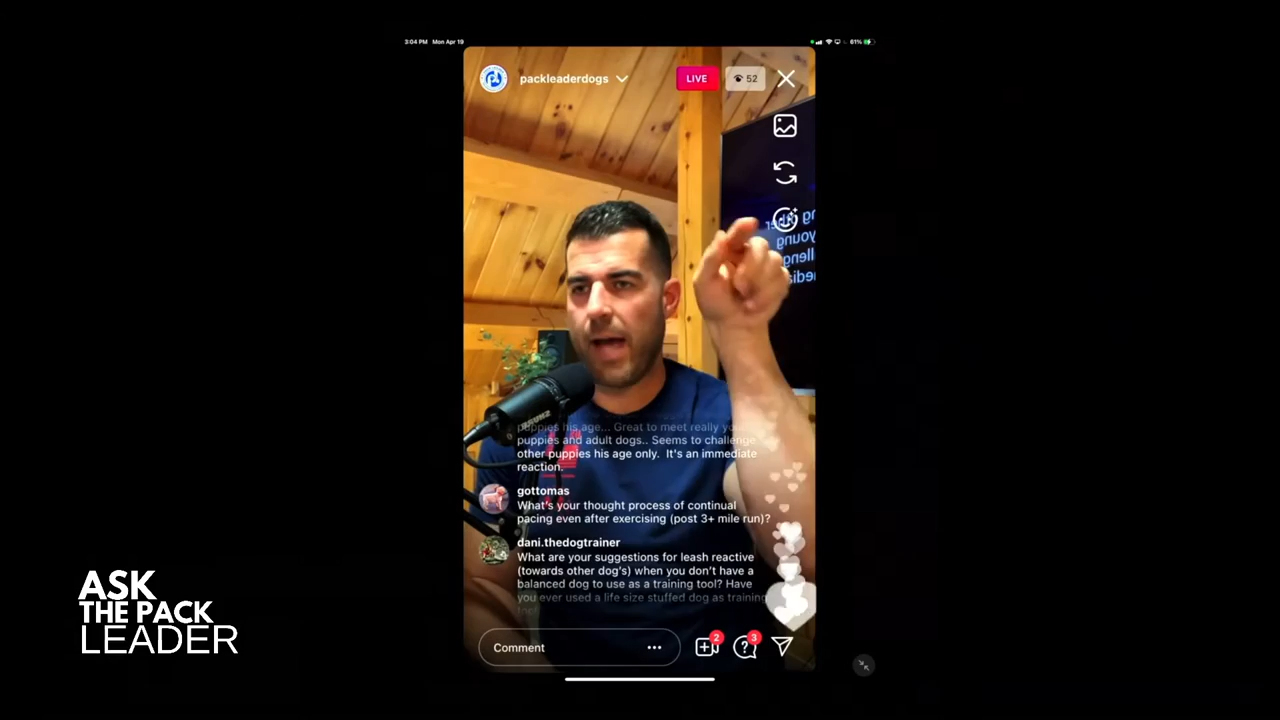 3:04 PM Mon Apr 19
61%
packleaderdogs
LIVE
52
puppies his age... Great to meet really
puppies and adult dogs.. Seems to challenge
other puppies his age only. It's an immediate
reaction.
gottomas
What's your thought process of continual
pacing even after exercising (post 3+ mile run)?
dani.thedogtrainer
What are your suggestions for leash reactive
(towards other dog's) when you don't have a
balanced dog to use as a training tool? Have
you ever used a life size stuffed dog as training
Comment
2
3
ASK
THE PACK
LEADER